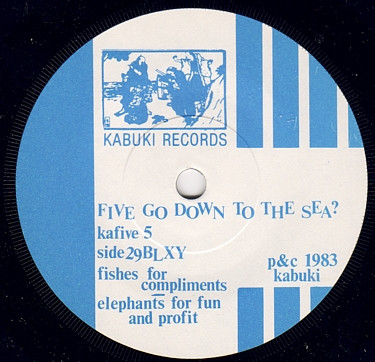 KABUKI RECORDS
FIVE GO DOWN TO THE SEA?
kafive 5
side 29BLXY
fishes for
compliments
elephants for fun
and profit
p&c 1983
kabuki